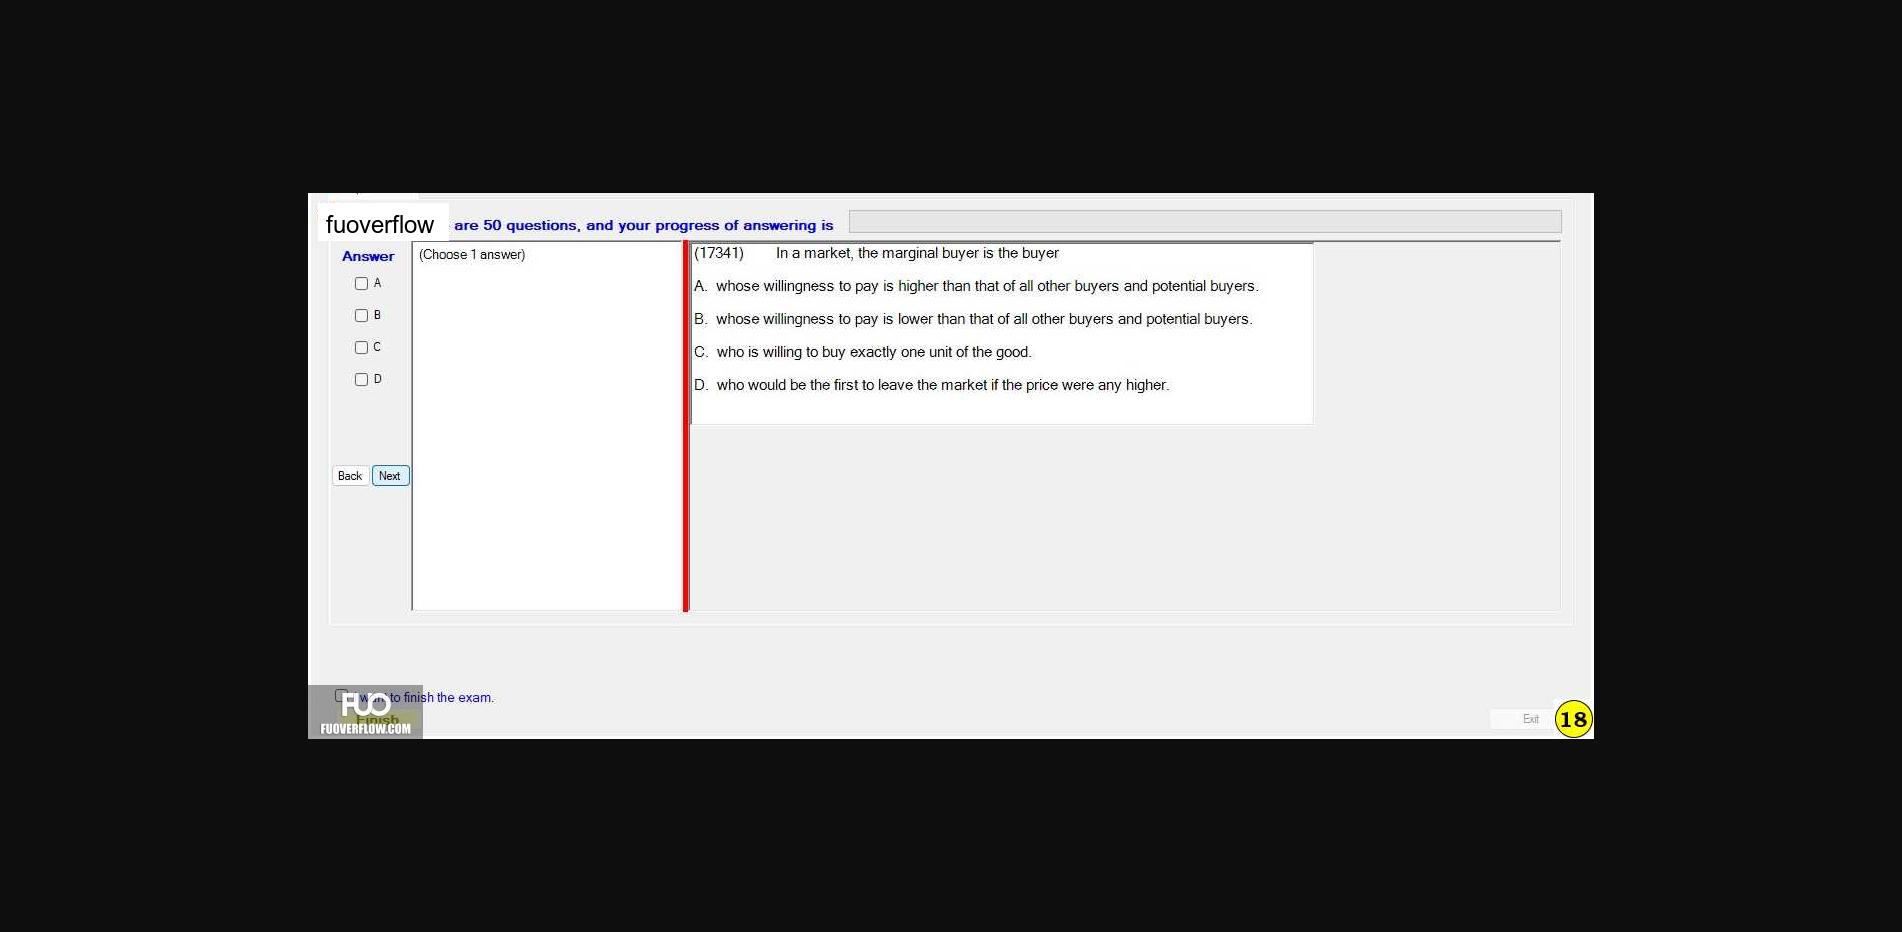 fuoverflow are 50 questions, and your progress of answering is
Answer
(Choose 1 answer)
A
B
C
D
Back
Next
(17341) In a market, the marginal buyer is the buyer
A. whose willingness to pay is higher than that of all other buyers and potential buyers.
B. whose willingness to pay is lower than that of all other buyers and potential buyers.
C. who is willing to buy exactly one unit of the good.
D. who would be the first to leave the market if the price were any higher.
I want to finish the exam.
FUO
Finish
FUOVERFLOW.COM
Exit
18